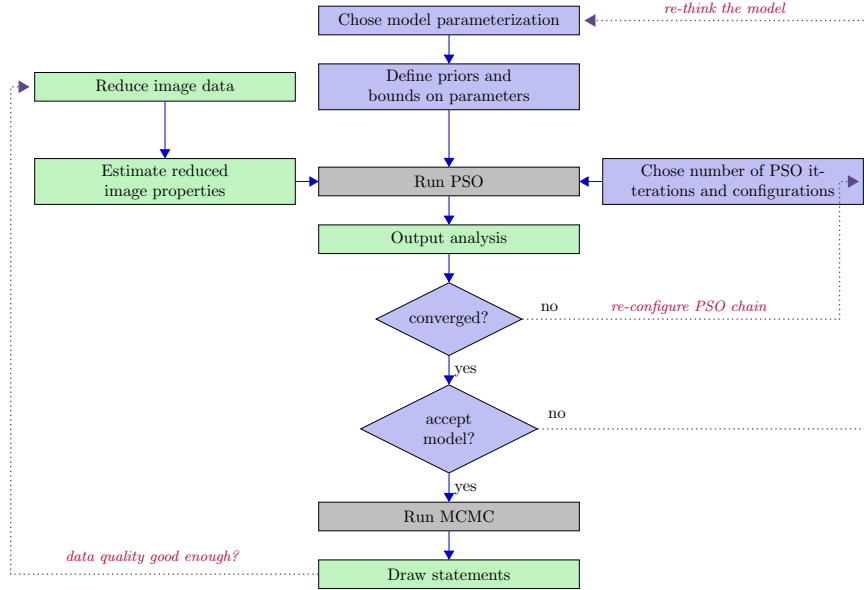 re-think the model
Chose model parameterization
Reduce image data
Define priors and
bounds on parameters
Estimate reduced
image properties
Run PSO
Chose number of PSO it-
terations and configurations
Output analysis
converged?
no
re-configure PSO chain
yes
accept
model?
no
yes
Run MCMC
data quality good enough?
Draw statements